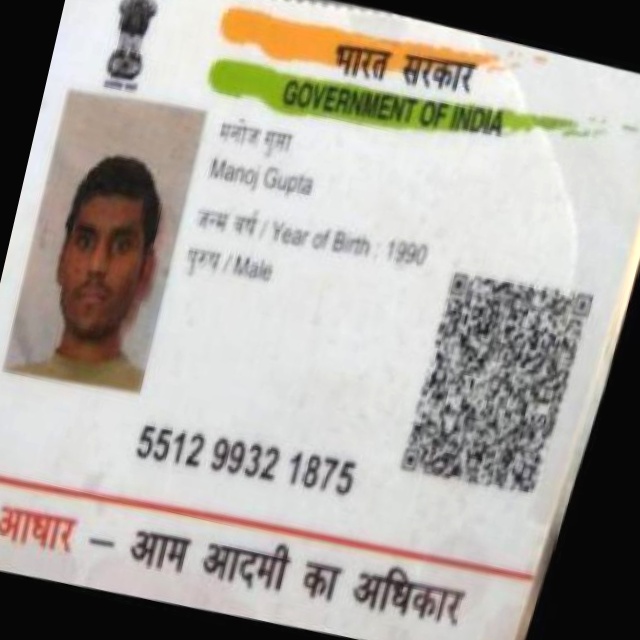 भारत सरकार
GOVERNMENT OF INDIA
मनोज गुप्ता
Manoj Gupta
जन्म वर्ष / Year of Birth : 1990
पुरुष / Male
5512 9932 1875
आधार – आम आदमी का अधिकार